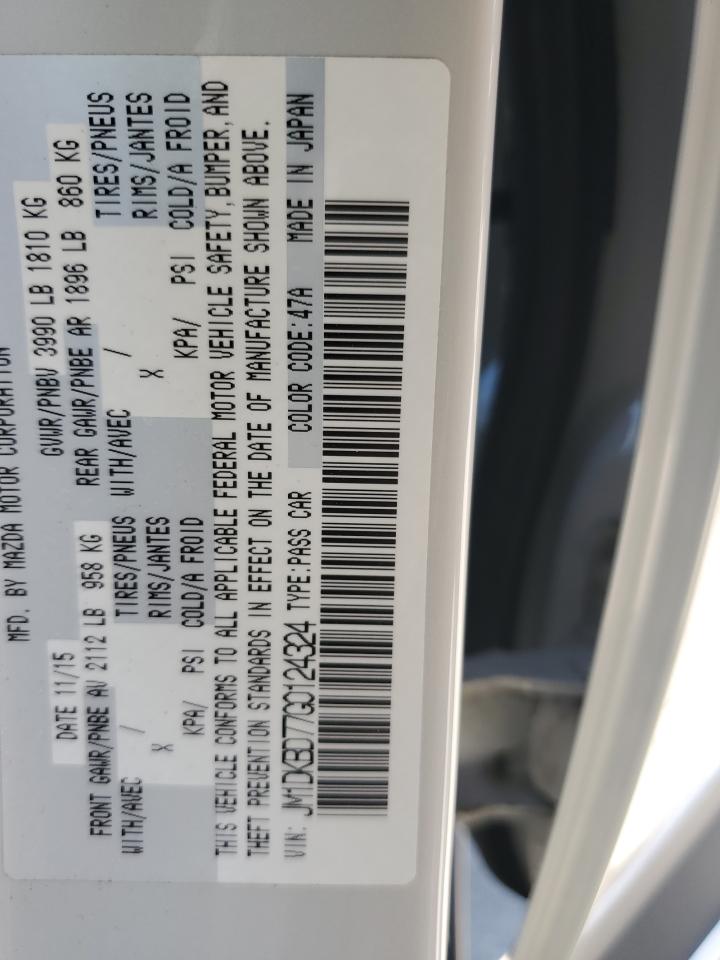 MFD. BY MAZDA MOTOR CORPORATION
DATE 11/15 GVWR/PNBV 3990 LB 1810 KG
FRONT GAWR/PNBE AV 2112 LB 958 KG REAR GAWR/PNBE AR 1896 LB 860 KG
WITH/AVEC / TIRES/PNEUS WITH/AVEC / TIRES/PNEUS
X RIMS/JANTES X RIMS/JANTES
KPA/ PSI COLD/A FROID KPA/ PSI COLD/A FROID
THIS VEHICLE CONFORMS TO ALL APPLICABLE FEDERAL MOTOR VEHICLE SAFETY, BUMPER, AND
THEFT PREVENTION STANDARDS IN EFFECT ON THE DATE OF MANUFACTURE SHOWN ABOVE.
VIN: JM1DKBD77G0124324 TYPE:PASS CAR COLOR CODE:47A MADE IN JAPAN